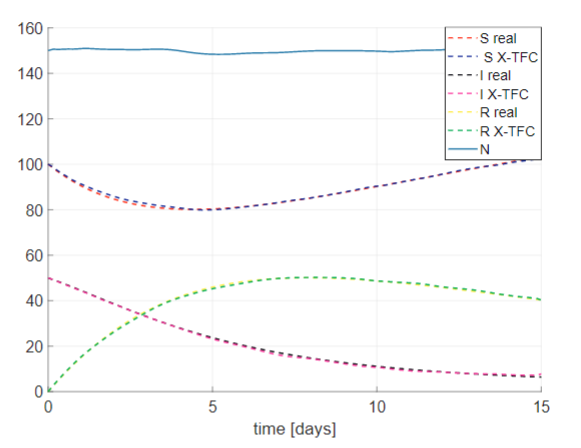 160
140
120
100
80
60
40
20
0
S real
S X-TFC
I real
I X-TFC
R real
R X-TFC
N
0 5 10 15
time [days]